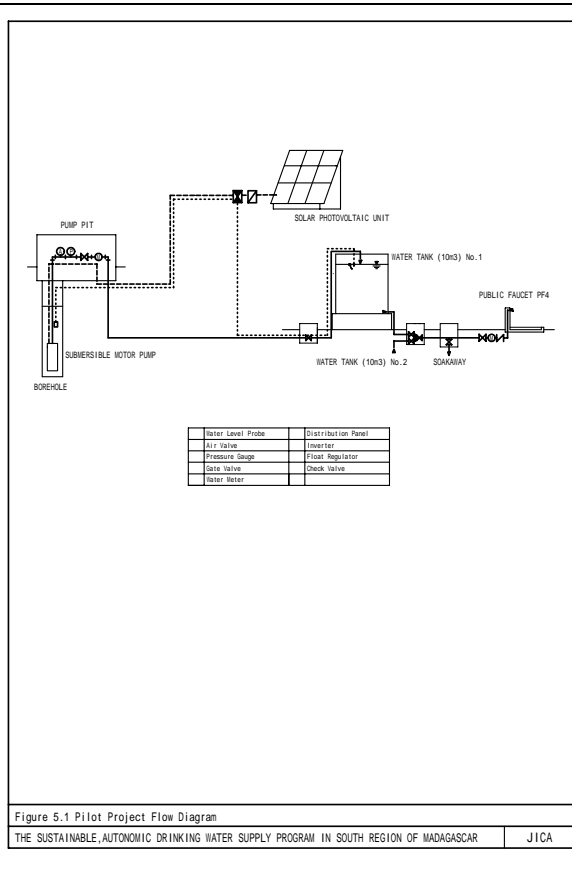 SOLAR PHOTOVOLTAIC UNIT
PUMP PIT
WATER TANK (10m3) No.1
PUBLIC FAUCET PF4
SUBMERSIBLE MOTOR PUMP
WATER TANK (10m3) No.2
SOAKAWAY
BOREHOLE
Water Level Probe Distribution Panel
Air Valve Inverter
Pressure Gauge Float Regulator
Gate Valve Check Valve
Water Meter
Figure 5.1 Pilot Project Flow Diagram
THE SUSTAINABLE,AUTONOMIC DRINKING WATER SUPPLY PROGRAM IN SOUTH REGION OF MADAGASCAR JICA